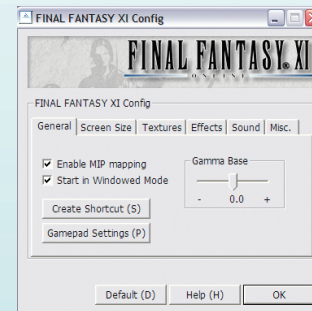 FINAL FANTASY XI Config
FINAL FANTASY® XI
ONLINE
FINAL FANTASY XI Config
General Screen Size Textures Effects Sound Misc.
Enable MIP mapping
Start in Windowed Mode
Gamma Base
- 0.0 +
Create Shortcut (S)
Gamepad Settings (P)
Default (D) Help (H) OK